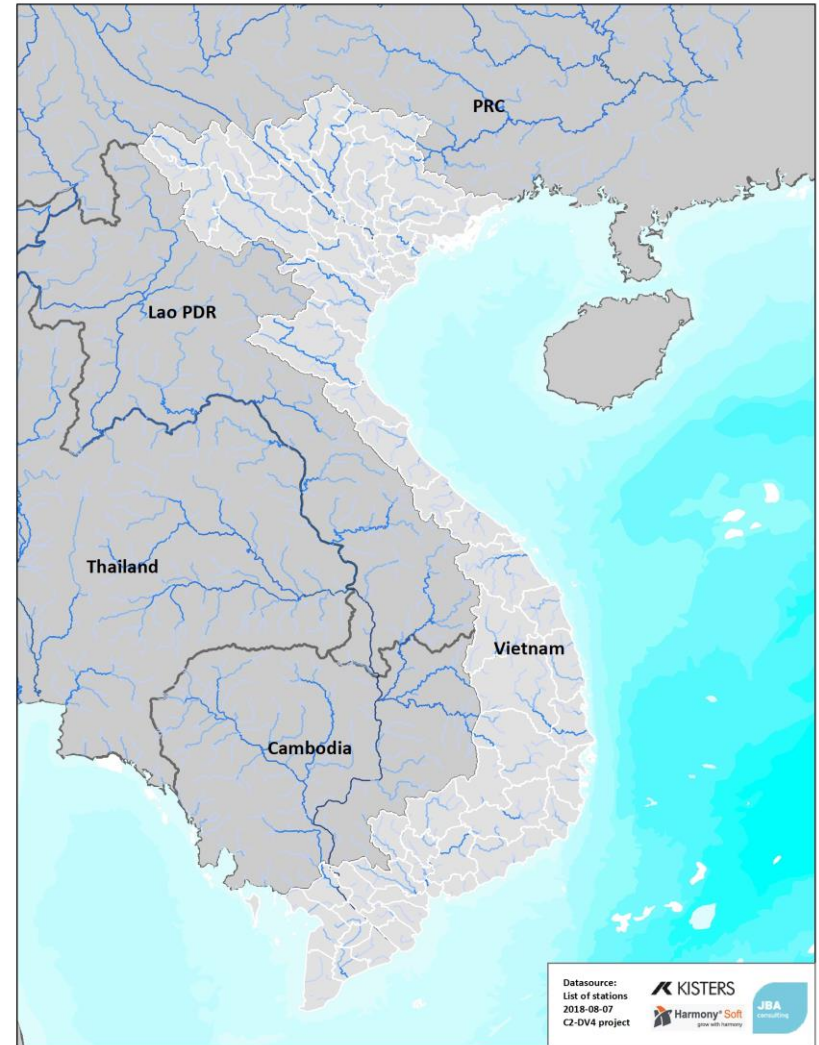 PRC
Lao PDR
Thailand
Vietnam
Cambodia
Datasource:
List of stations
2018-08-07
C2-DV4 project
KISTERS
Harmony* Soft
grow with harmony
JBA
consulting